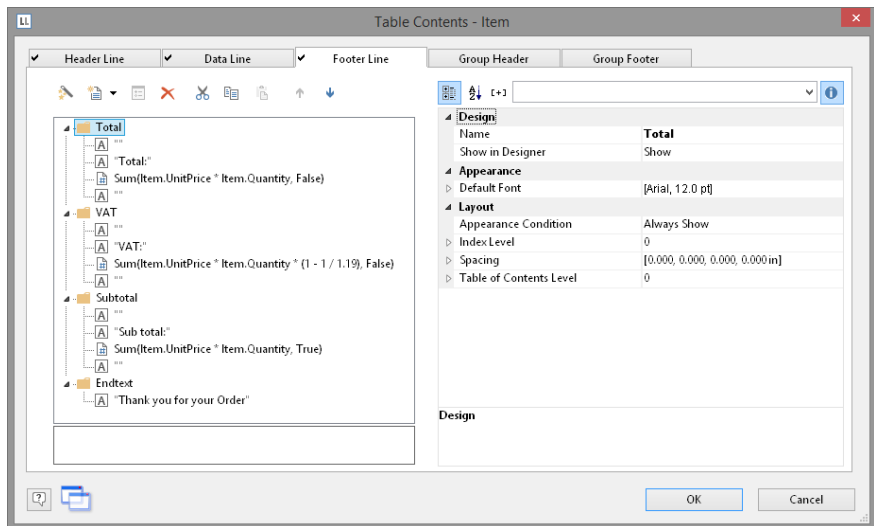 LL Table Contents - Item
Header Line Data Line Footer Line Group Header Group Footer
Total
A ""
A "Total:"
Sum(Item.UnitPrice * Item.Quantity, False)
A ""
VAT
A ""
A "VAT:"
Sum(Item.UnitPrice * Item.Quantity * (1 - 1 / 1.19), False)
A ""
Subtotal
A ""
A "Sub total:"
Sum(Item.UnitPrice * Item.Quantity, True)
A ""
Endtext
A "Thank you for your Order"
Design
Name Total
Show in Designer Show
Appearance
Default Font [Arial, 12.0 pt]
Layout
Appearance Condition Always Show
Index Level 0
Spacing [0.000, 0.000, 0.000, 0.000 in]
Table of Contents Level 0
Design
OK Cancel